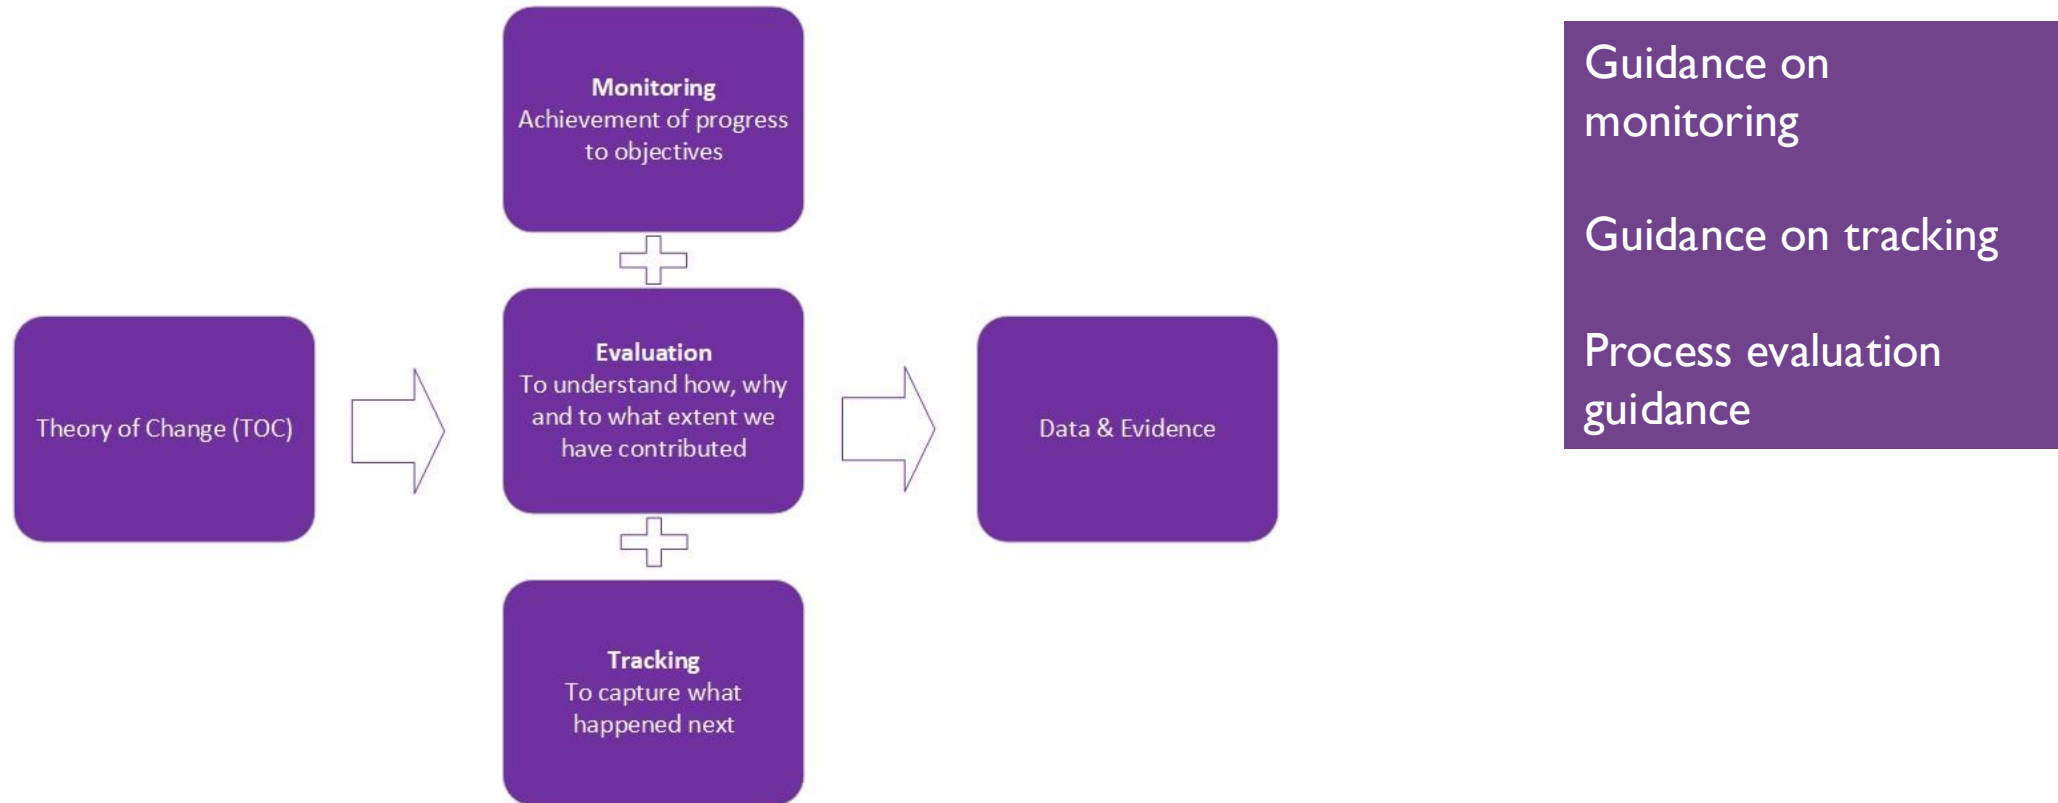 Monitoring
Achievement of progress
to objectives
Theory of Change (TOC)
Evaluation
To understand how, why
and to what extent we
have contributed
Data & Evidence
Tracking
To capture what
happened next
Guidance on
monitoring
Guidance on tracking
Process evaluation
guidance